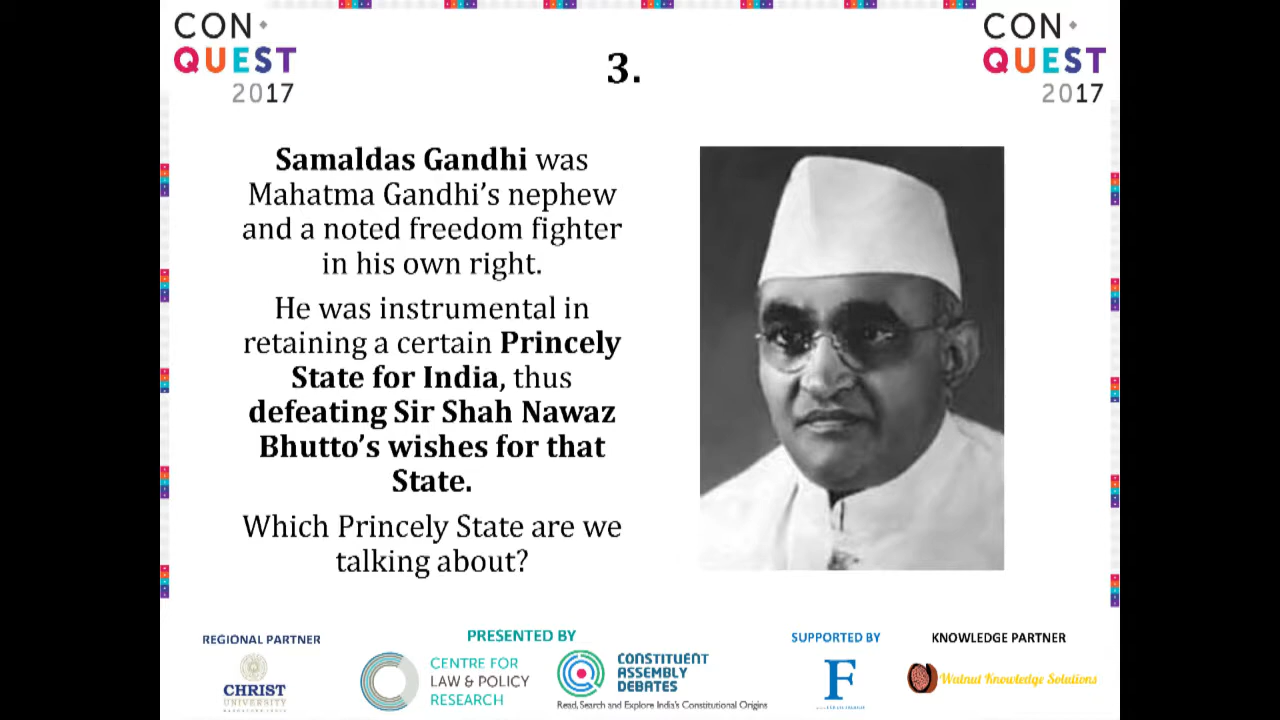 CON
QUEST
2017
3.
CON
QUEST
2017
Samaldas Gandhi was
Mahatma Gandhi’s nephew
and a noted freedom fighter
in his own right.
He was instrumental in
retaining a certain Princely
State for India, thus
defeating Sir Shah Nawaz
Bhutto’s wishes for that
State.
Which Princely State are we
talking about?
REGIONAL PARTNER
CHRIST
UNIVERSITY
PRESENTED BY
CENTRE FOR
LAW & POLICY
RESEARCH
CONSTITUENT
ASSEMBLY
DEBATES
Read, Search and Explore India's Constitutional Origins
SUPPORTED BY
F
KNOWLEDGE PARTNER
Walnut Knowledge Solutions